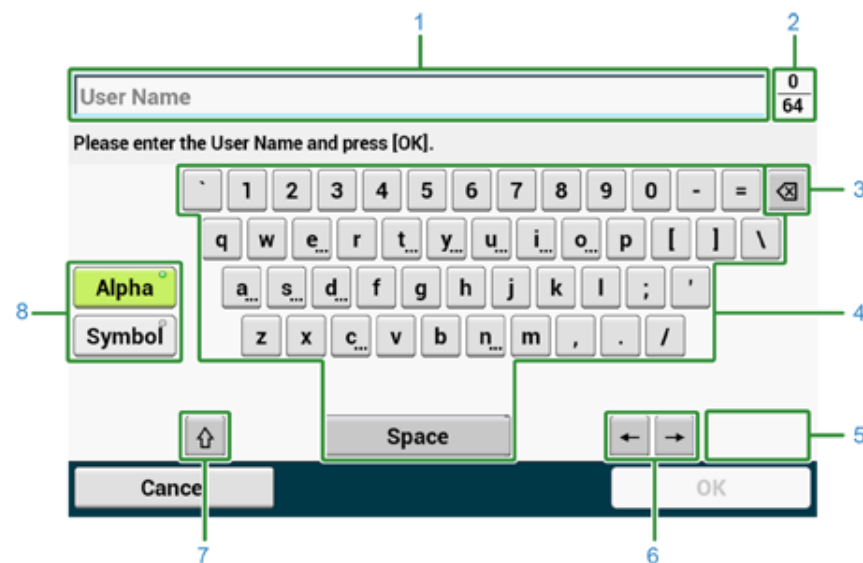 1 2
User Name 0
64
Please enter the User Name and press [OK].
` 1 2 3 4 5 6 7 8 9 0 - = 3
q w e... r t... y... u... i... o... p [ ] \
Alpha a... s... d... f g h j k l ; '
8 4
Symbol z x c... v b n... m , . /
Space ← → 5
Cancel OK
7 6